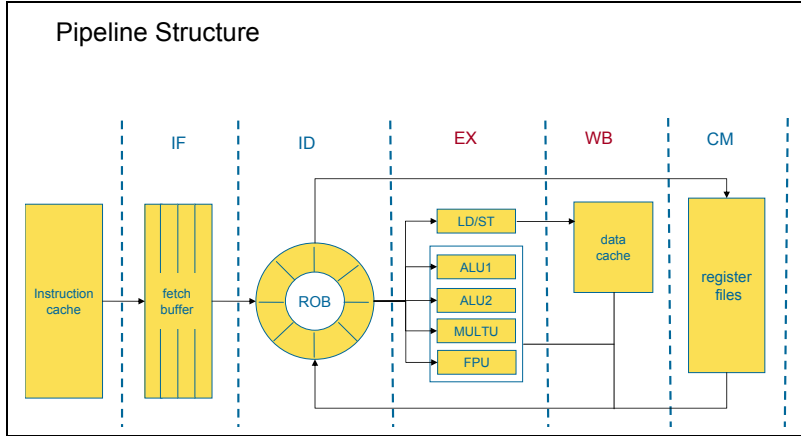 Pipeline Structure
IF
ID
EX
WB
CM
Instruction
cache
fetch
buffer
ROB
LD/ST
ALU1
ALU2
MULTU
FPU
data
cache
register
files